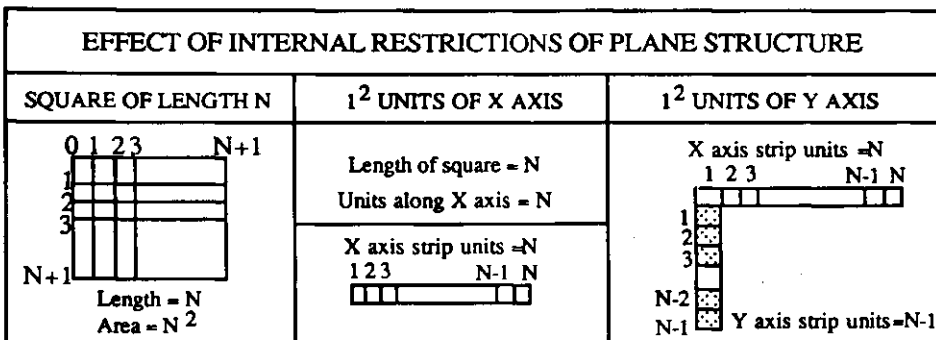 EFFECT OF INTERNAL RESTRICTIONS OF PLANE STRUCTURE
SQUARE OF LENGTH N
0 1 2 3 N+1
1
2
3
N+1
Length = N
Area = N²
1² UNITS OF X AXIS
Length of square = N
Units along X axis = N
X axis strip units =N
1 2 3 N-1 N
1² UNITS OF Y AXIS
X axis strip units =N
1 2 3 N-1 N
1
2
3
N-2
N-1
Y axis strip units=N-1